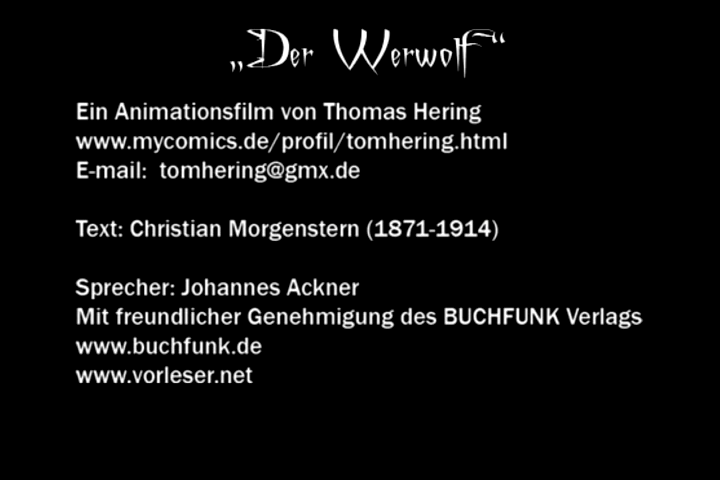 „Der Werwolf“
Ein Animationsfilm von Thomas Hering
www.mycomics.de/profil/tomhering.html
E-mail: tomhering@gmx.de
Text: Christian Morgenstern (1871-1914)
Sprecher: Johannes Ackner
Mit freundlicher Genehmigung des BUCHFUNK Verlags
www.buchfunk.de
www.vorleser.net